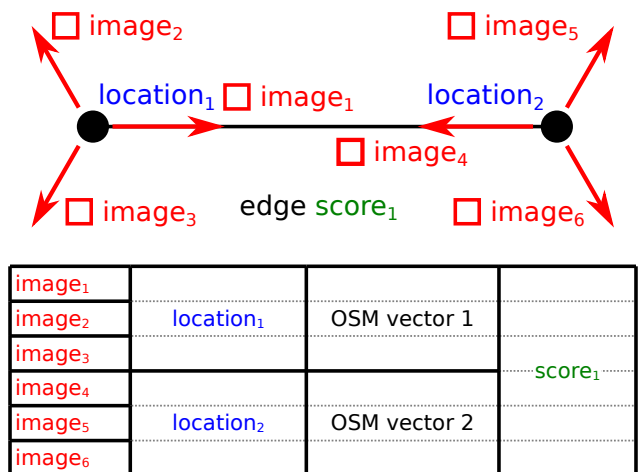 image₂
image₅
location₁
image₁
location₂
image₄
image₃
edge score₁
image₆
image₁
image₂ location₁ OSM vector 1
image₃
score₁
image₄
image₅ location₂ OSM vector 2
image₆